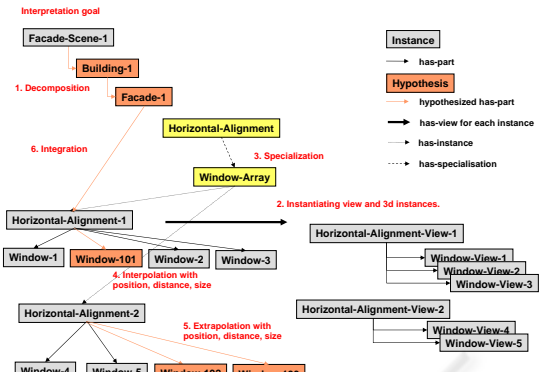 Interpretation goal
Facade-Scene-1
Instance
has-part
Building-1
Hypothesis
1. Decomposition
Facade-1
hypothesized has-part
has-view for each instance
Horizontal-Alignment
has-instance
6. Integration
3. Specialization
has-specialisation
Window-Array
2. Instantiating view and 3d instances.
Horizontal-Alignment-1
Horizontal-Alignment-View-1
Window-1
Window-101
Window-2
Window-3
Window-View-1
Window-View-2
Window-View-3
4. Interpolation with
position, distance, size
Horizontal-Alignment-2
Horizontal-Alignment-View-2
5. Extrapolation with
position, distance, size
Window-View-4
Window-View-5
Window-4
Window-5